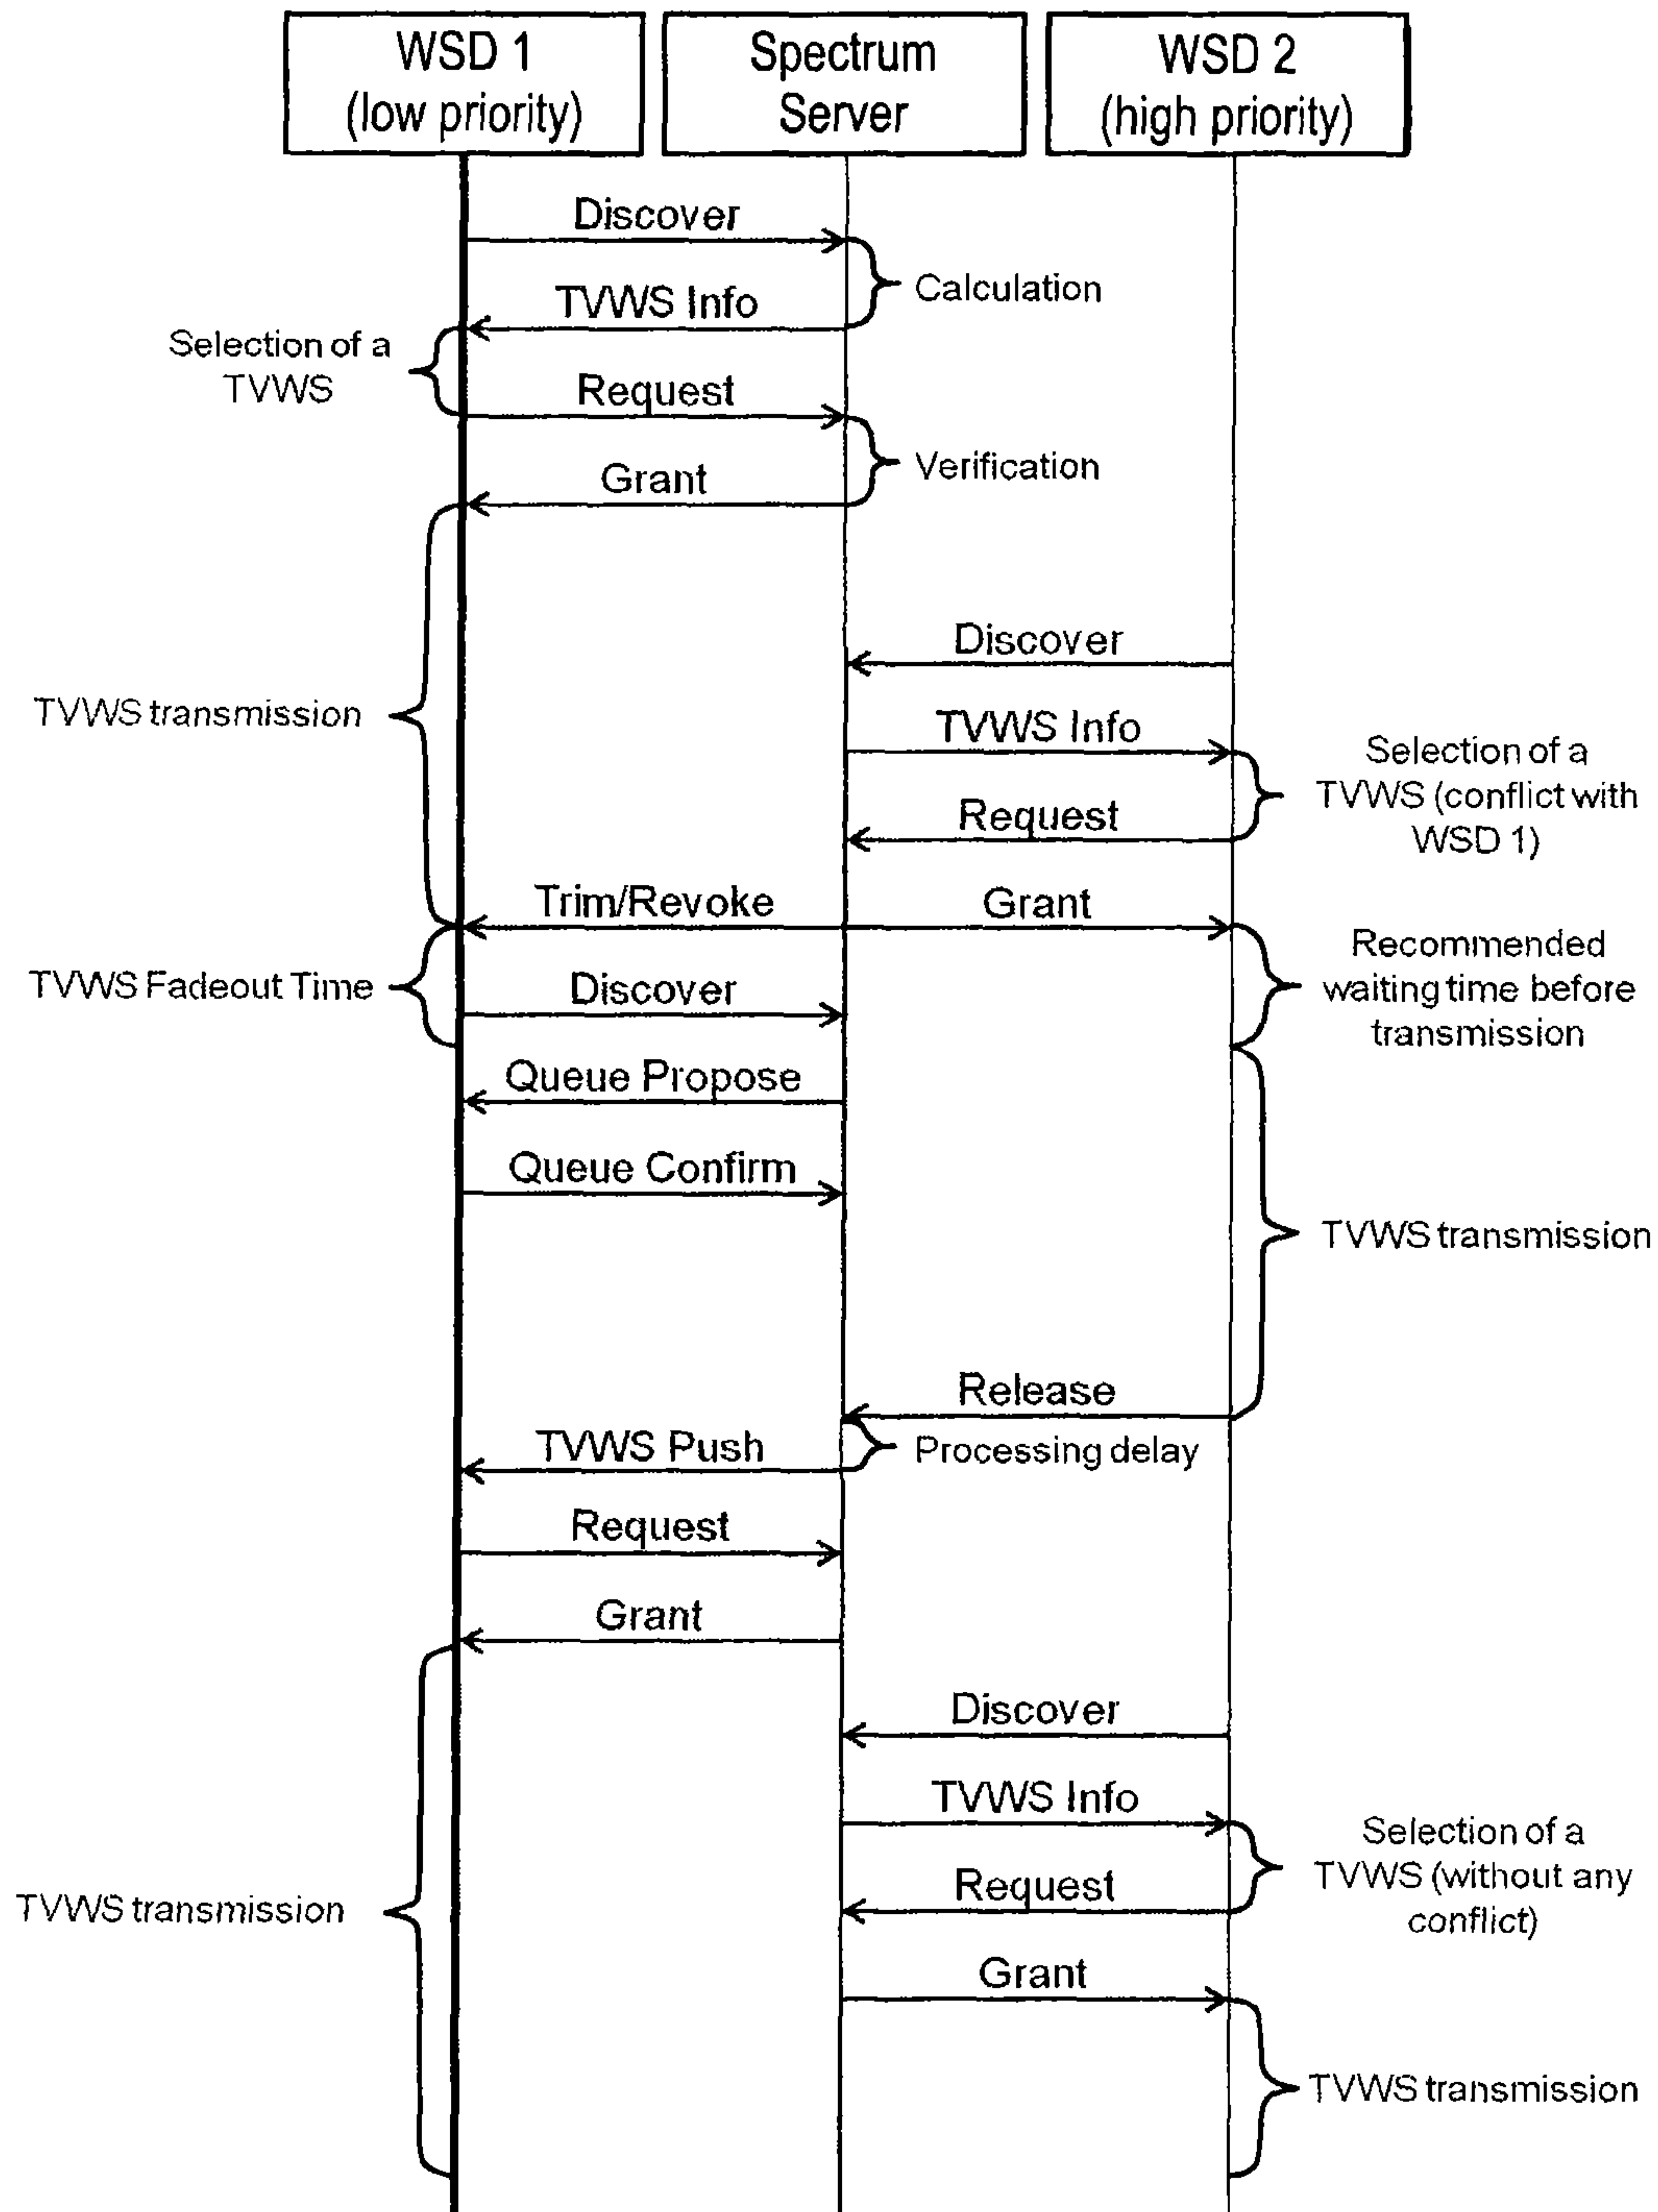 WSD 1
(low priority)
Spectrum
Server
WSD 2
(high priority)
Discover
Calculation
TVWS Info
Selection of a
TVWS
Request
Verification
Grant
Discover
TVWS transmission
TVWS Info
Selection of a
TVWS (conflict with
WSD 1)
Request
Trim/Revoke
Grant
Recommended
waiting time before
transmission
TVWS Fadeout Time
Discover
Queue Propose
Queue Confirm
TVWS transmission
Release
TVWS Push
Processing delay
Request
Grant
Discover
TVWS Info
Selection of a
TVWS (without any
conflict)
Request
TVWS transmission
Grant
TVWS transmission